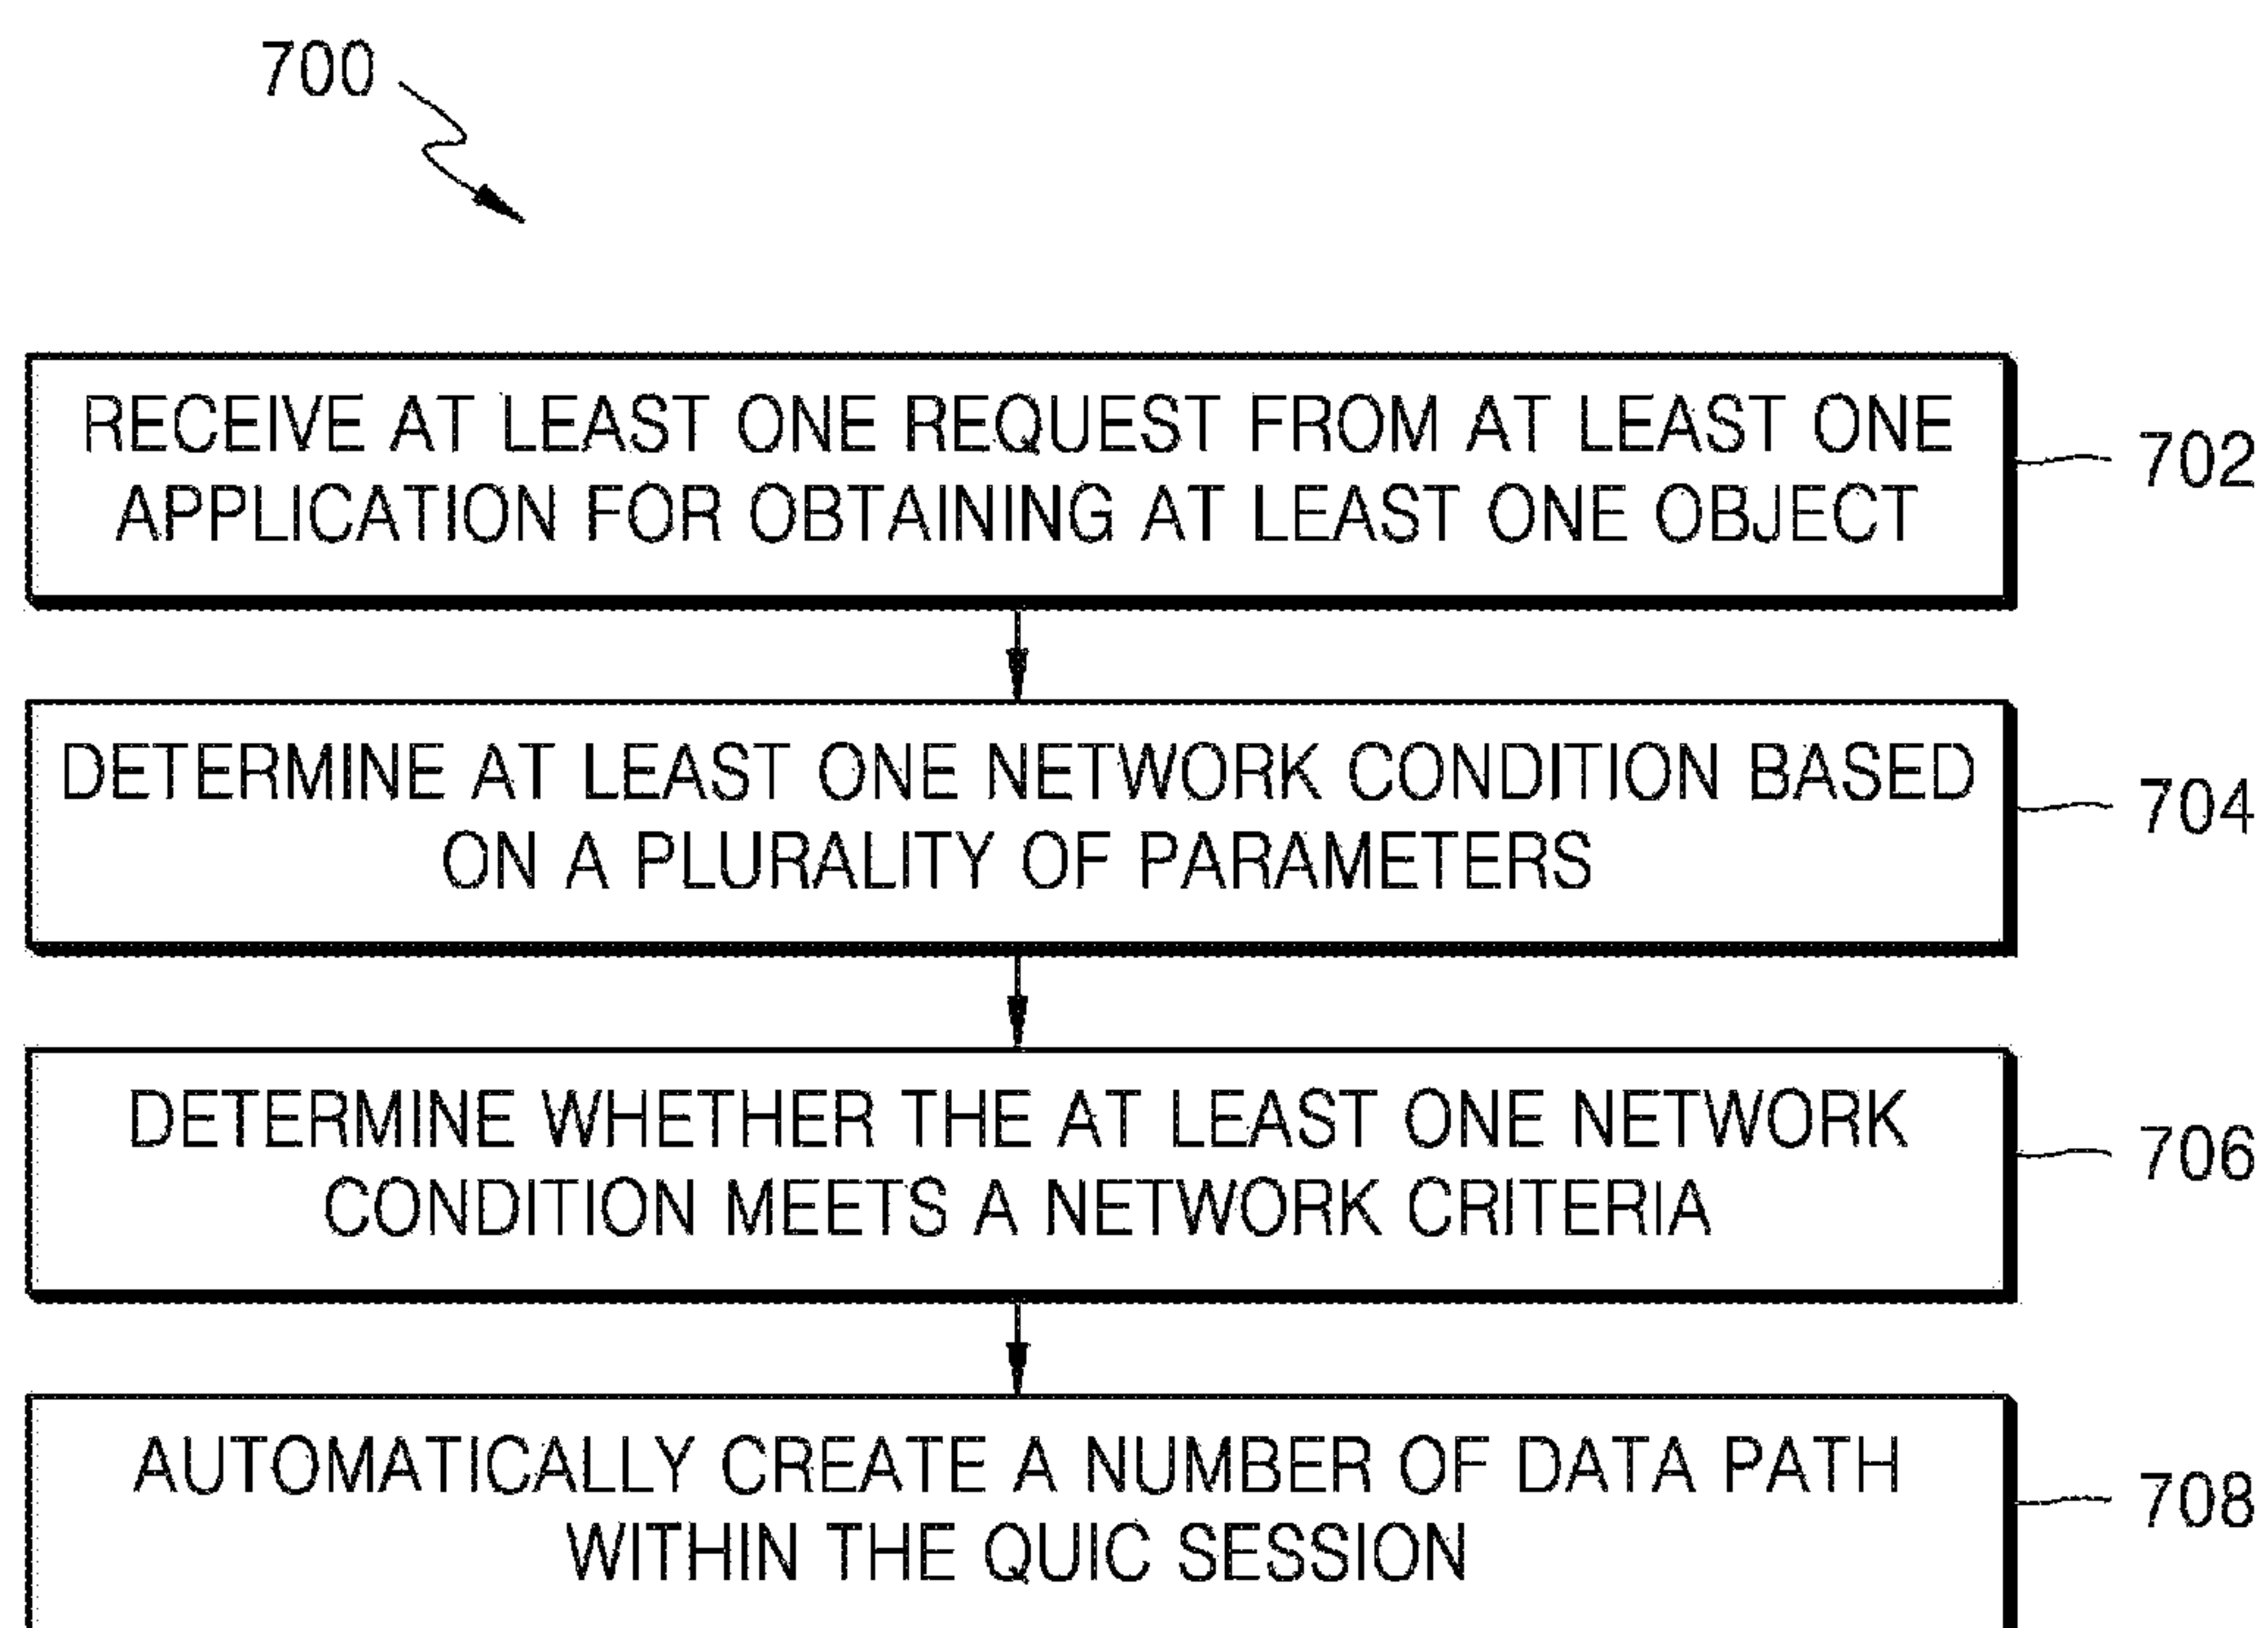 700
RECEIVE AT LEAST ONE REQUEST FROM AT LEAST ONE
APPLICATION FOR OBTAINING AT LEAST ONE OBJECT
702
DETERMINE AT LEAST ONE NETWORK CONDITION BASED
ON A PLURALITY OF PARAMETERS
704
DETERMINE WHETHER THE AT LEAST ONE NETWORK
CONDITION MEETS A NETWORK CRITERIA
706
AUTOMATICALLY CREATE A NUMBER OF DATA PATH
WITHIN THE QUIC SESSION
708